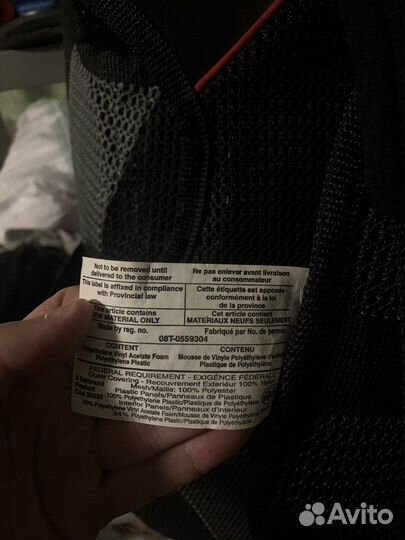 Not to be removed until
delivered to the consumer
Ne pas enlever avant livraison
au consommateur
This label is affixed in compliance
with Provincial law
Cette étiquette est apposée
conformément à la loi
de la province
This article contains
NEW MATERIAL ONLY
Cet article contient
MATÉRIAUX NEUFS SEULEMENT
Made by reg. no.
Fabriqué par No. de permis
08T-0559304
CONTENT
Polyethylene Vinyl Acetate Foam
Polyethylene Plastic
CONTENU
Mousse de Vinyle Polyéthylène
Plastique de Polyéthylène
FEDERAL REQUIREMENT - EXIGENCE FÉDÉRALE
Outer Covering - Recouvrement Extérieur 100% Nylon
Mesh/Maille: 100% Polyester
Plastic Panels/Panneaux de Plastique
100% Polyethylene Plastic/Plastique de Polyéthylène
Interior Panels/Panneaux d'Interieur
Polyethylene Vinyl Acetate Foam/Mousse de Vinyle Polyéthylène
34% Polyethylene Plastic/Plastique de Polyéthylène
Product
Avito